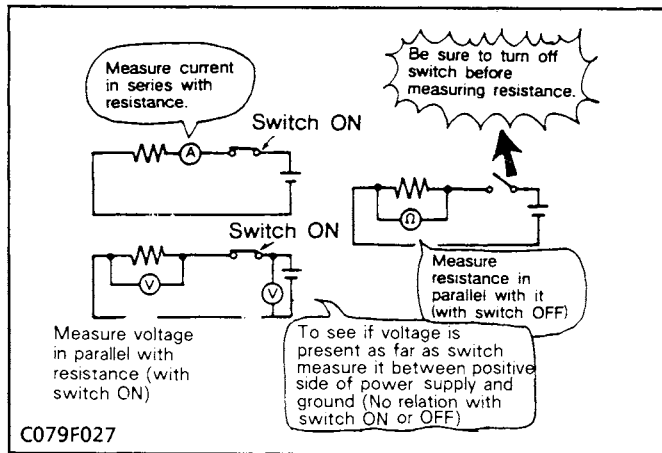 Measure current
in series with
resistance.
Switch ON
A
Be sure to turn off
switch before
measuring resistance.
Ω
Measure
resistance in
parallel with it
(with switch OFF)
Switch ON
V
V
Measure voltage
in parallel with
resistance (with
switch ON)
To see if voltage is
present as far as switch
measure it between positive
side of power supply and
ground (No relation with
switch ON or OFF)
C079F027